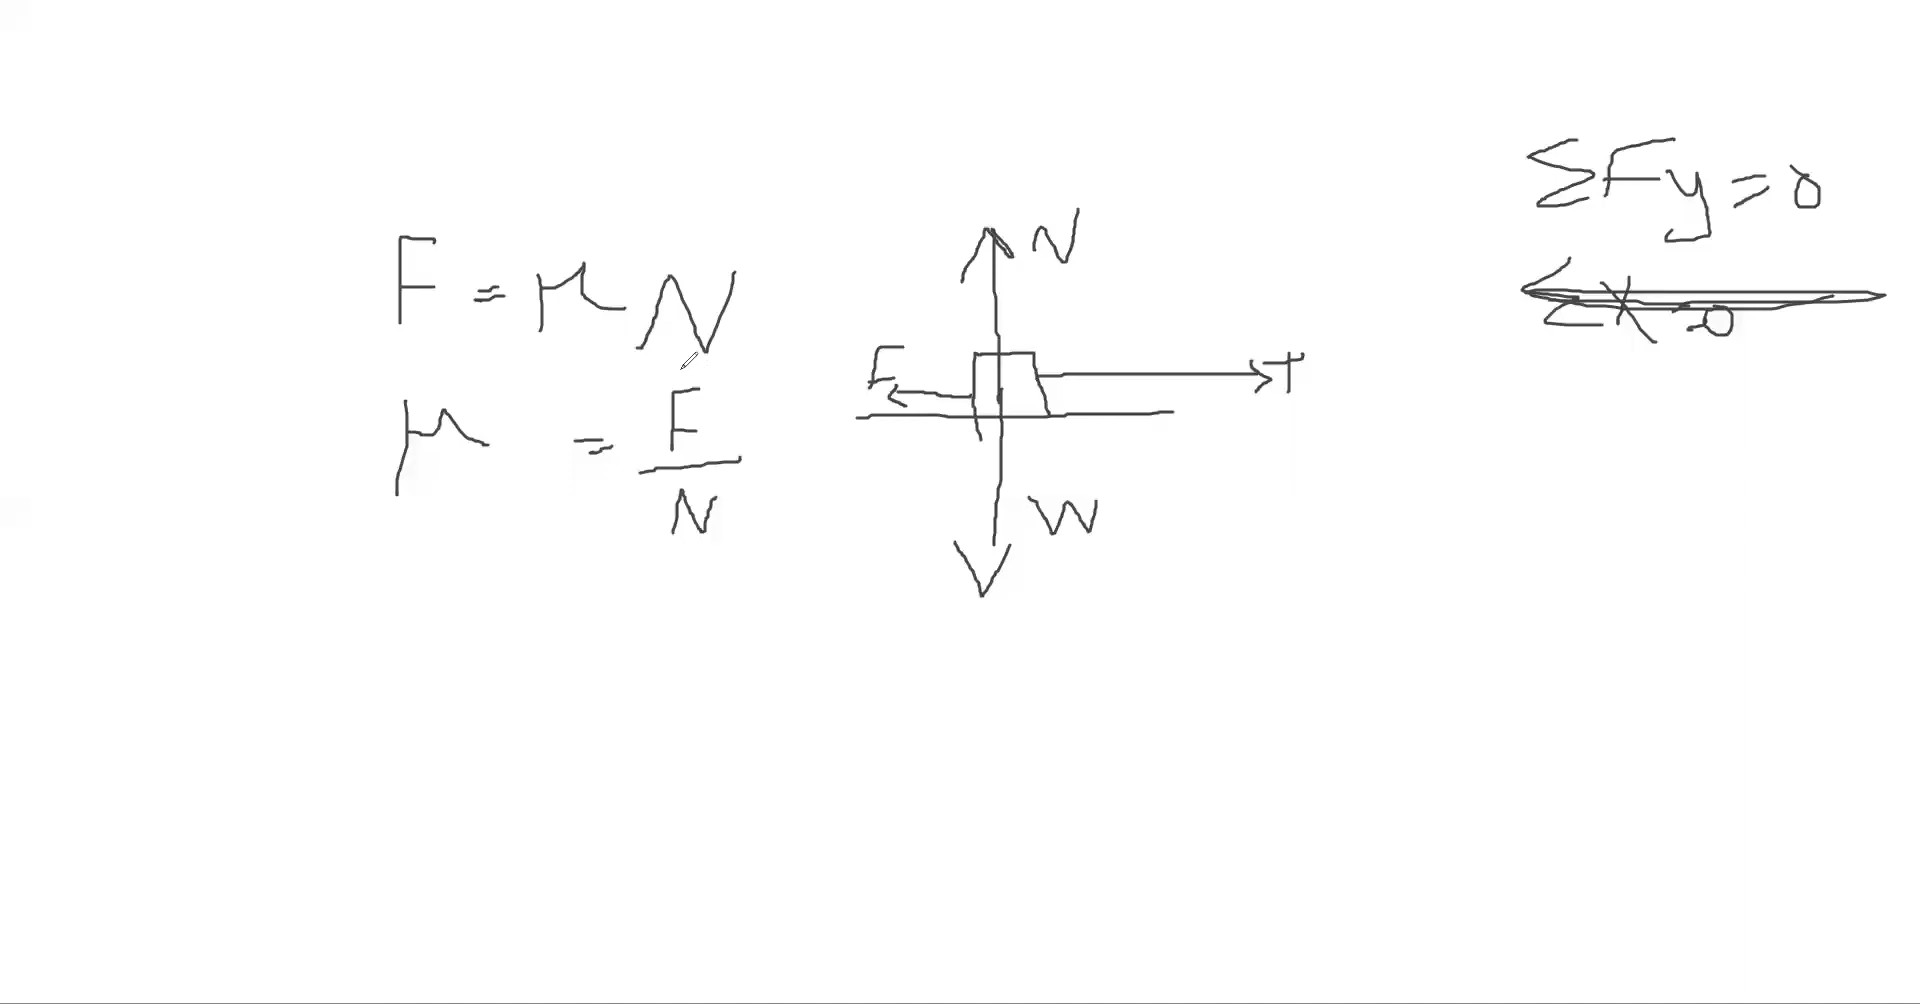 F = μN
μ = F/N
N
F
T
W
ΣFy = 0